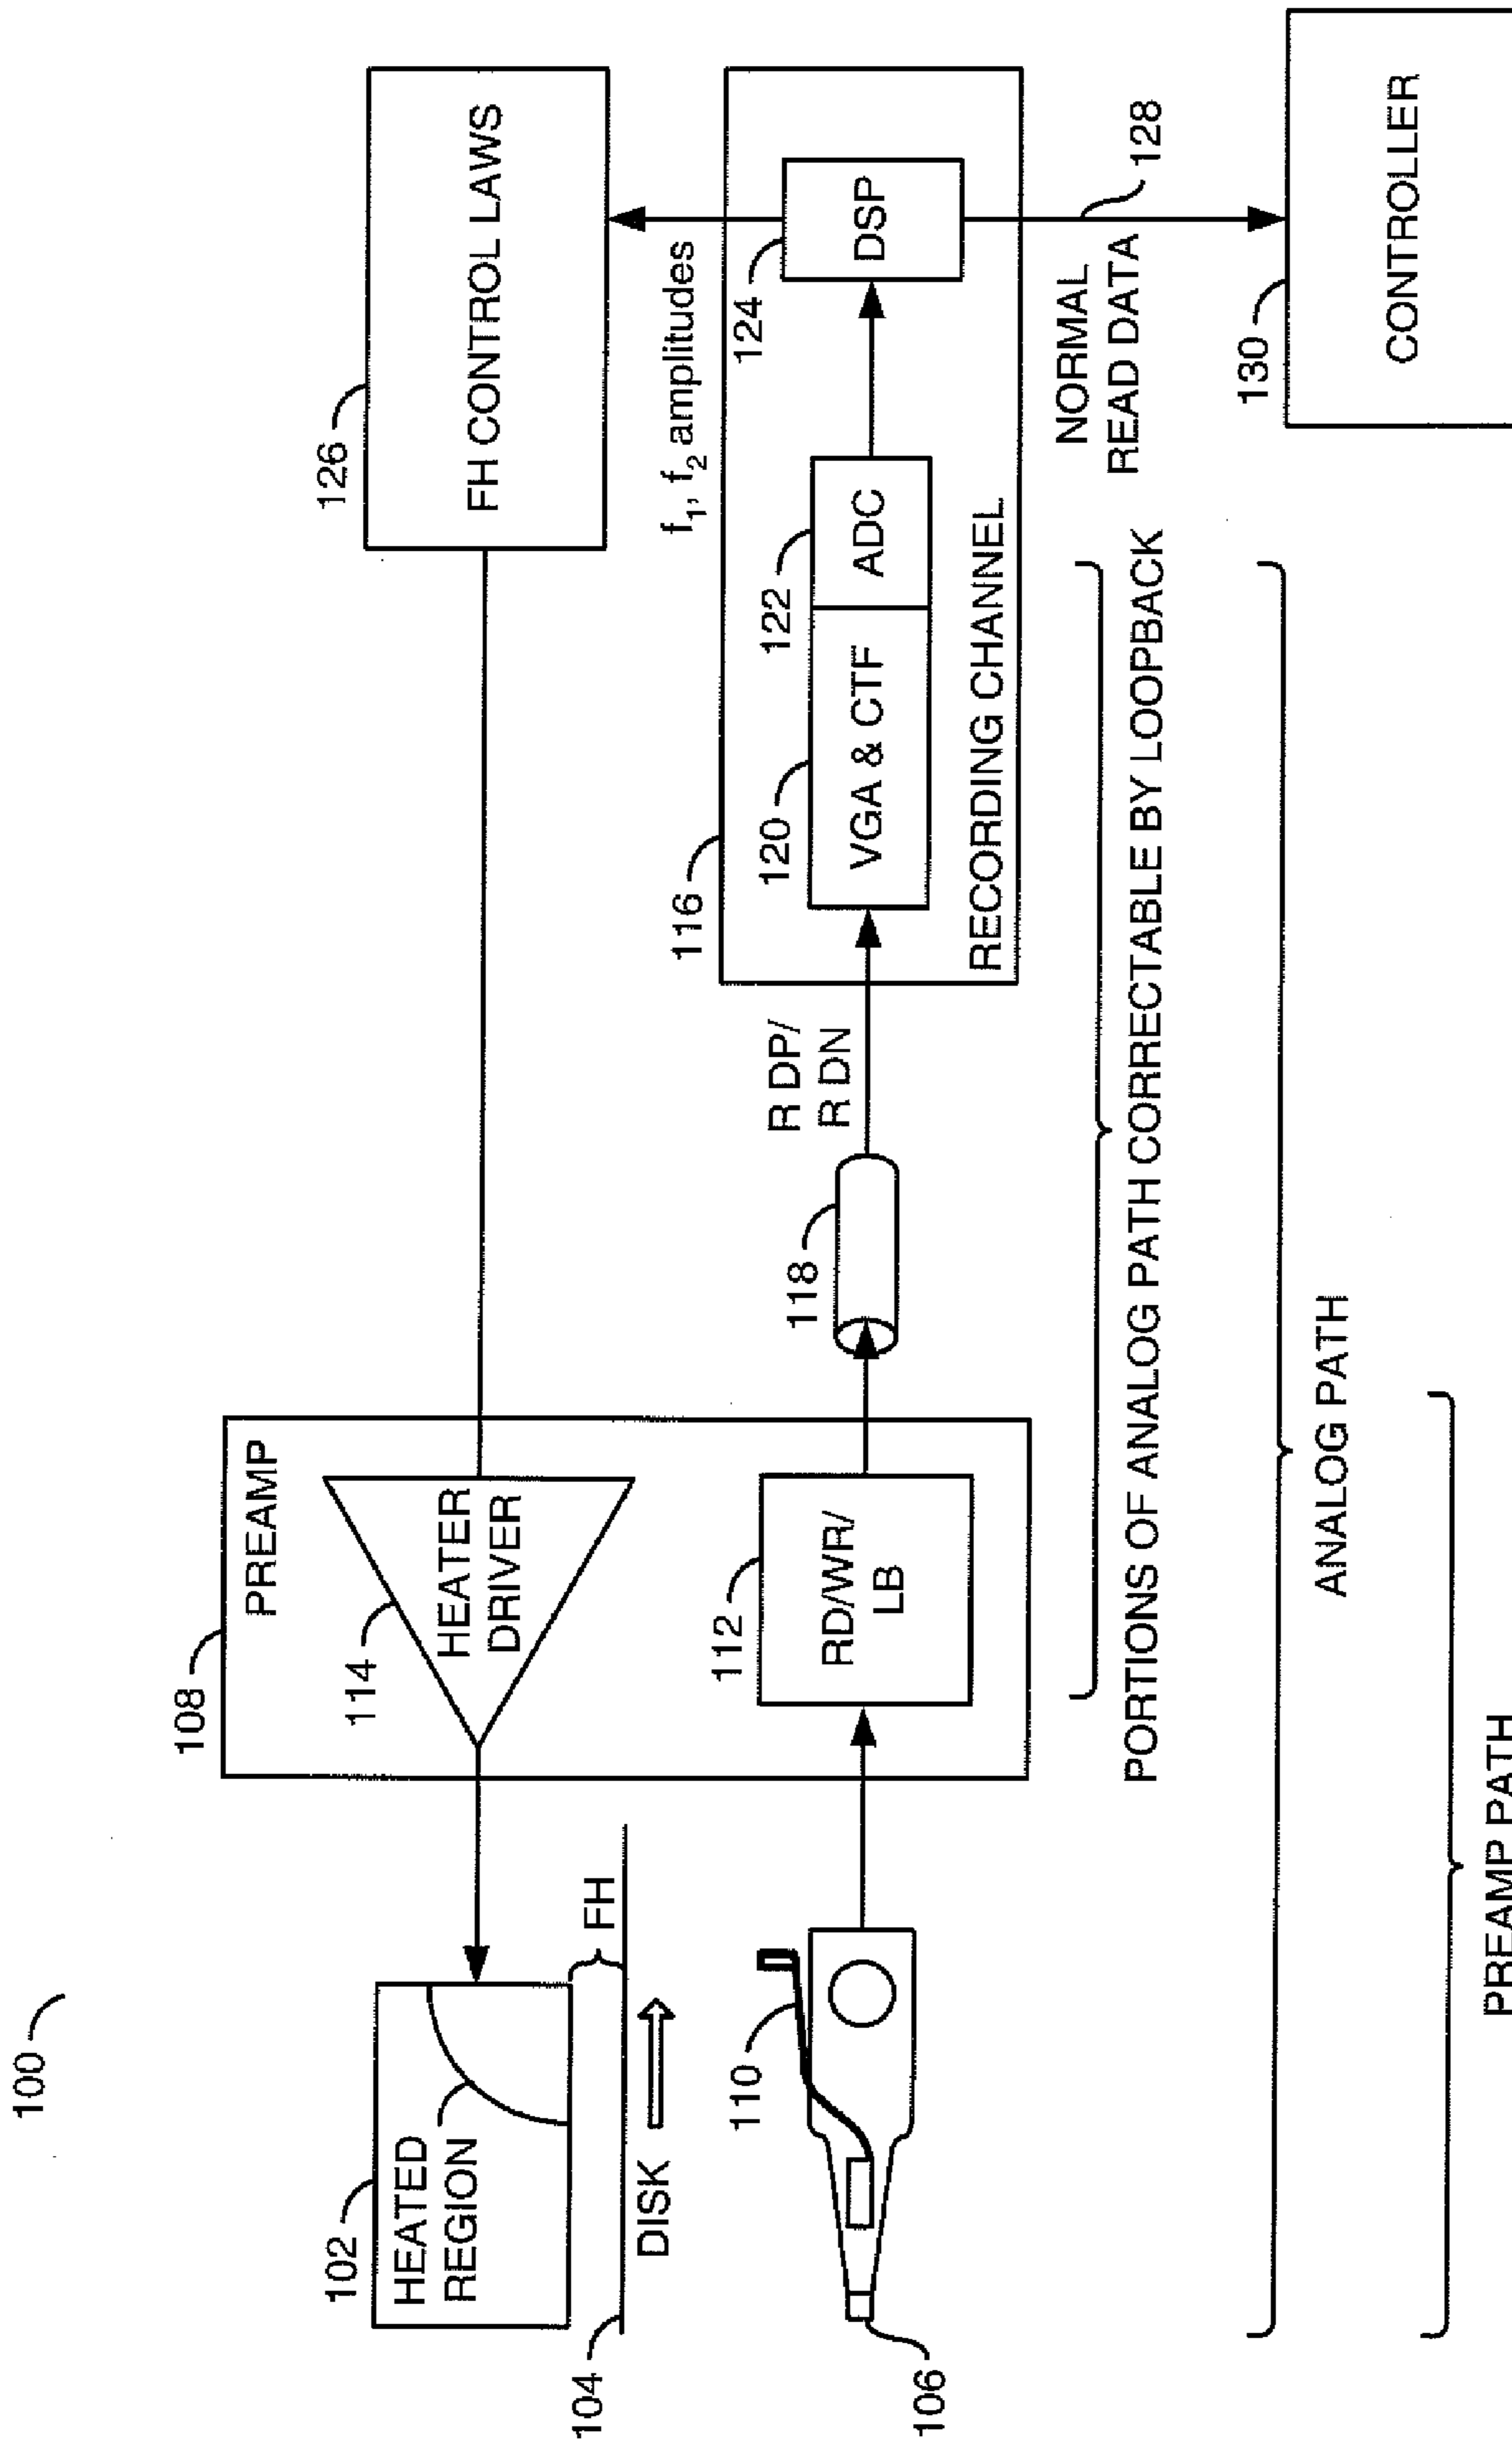 100
102
HEATED
REGION
104
DISK
FH
106
110
108
PREAMP
114
HEATER
DRIVER
112
RD/WR/
LB
118
R DP/
R DN
126
FH CONTROL LAWS
f₁, f₂ amplitudes
116
120
VGA & CTF
122
ADC
124
DSP
RECORDING CHANNEL
NORMAL
READ DATA
128
130
CONTROLLER
PORTIONS OF ANALOG PATH CORRECTABLE BY LOOPBACK
ANALOG PATH
PREAMP PATH